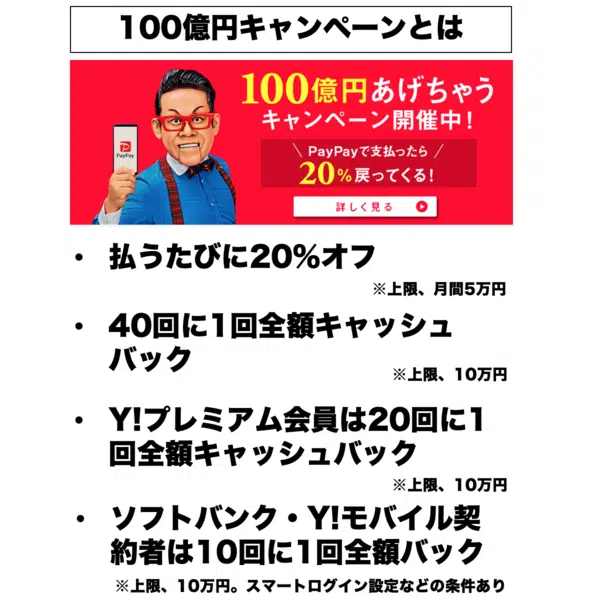 100億円キャンペーンとは
100億円あげちゃう
キャンペーン開催中!
PayPay
\ PayPayで支払ったら /
20%戻ってくる!
詳しく見る
• 払うたびに20%オフ
※上限、月間5万円
• 40回に1回全額キャッシュ
バック
※上限、10万円
• Y!プレミアム会員は20回に1
回全額キャッシュバック
※上限、10万円
• ソフトバンク・Y!モバイル契
約者は10回に1回全額バック
※上限、10万円。スマートログイン設定などの条件あり